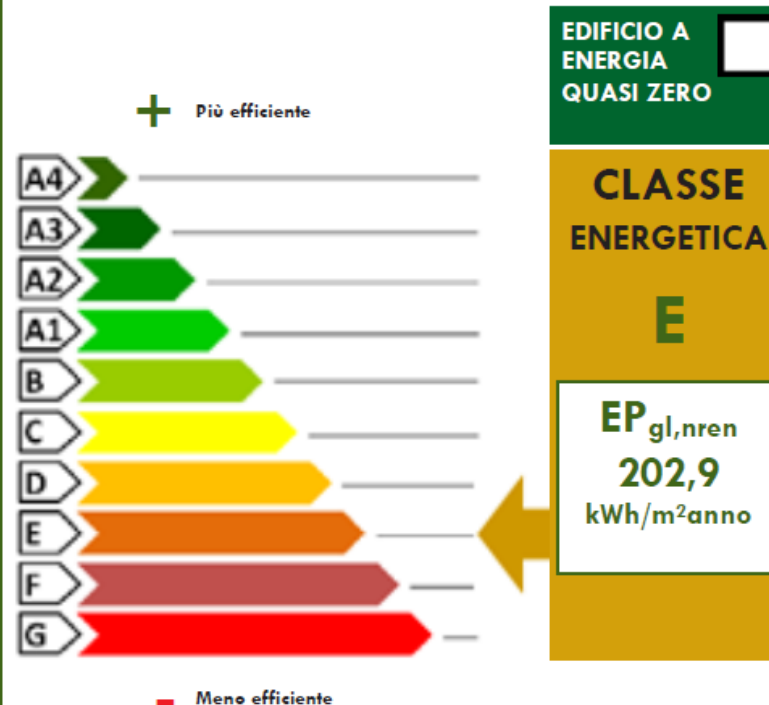 EDIFICIO A
ENERGIA
QUASI ZERO
+ Più efficiente
A4
A3
A2
A1
B
C
D
E
F
G
- Meno efficiente
CLASSE
ENERGETICA
E
EPgl,nren
202,9
kWh/m²anno